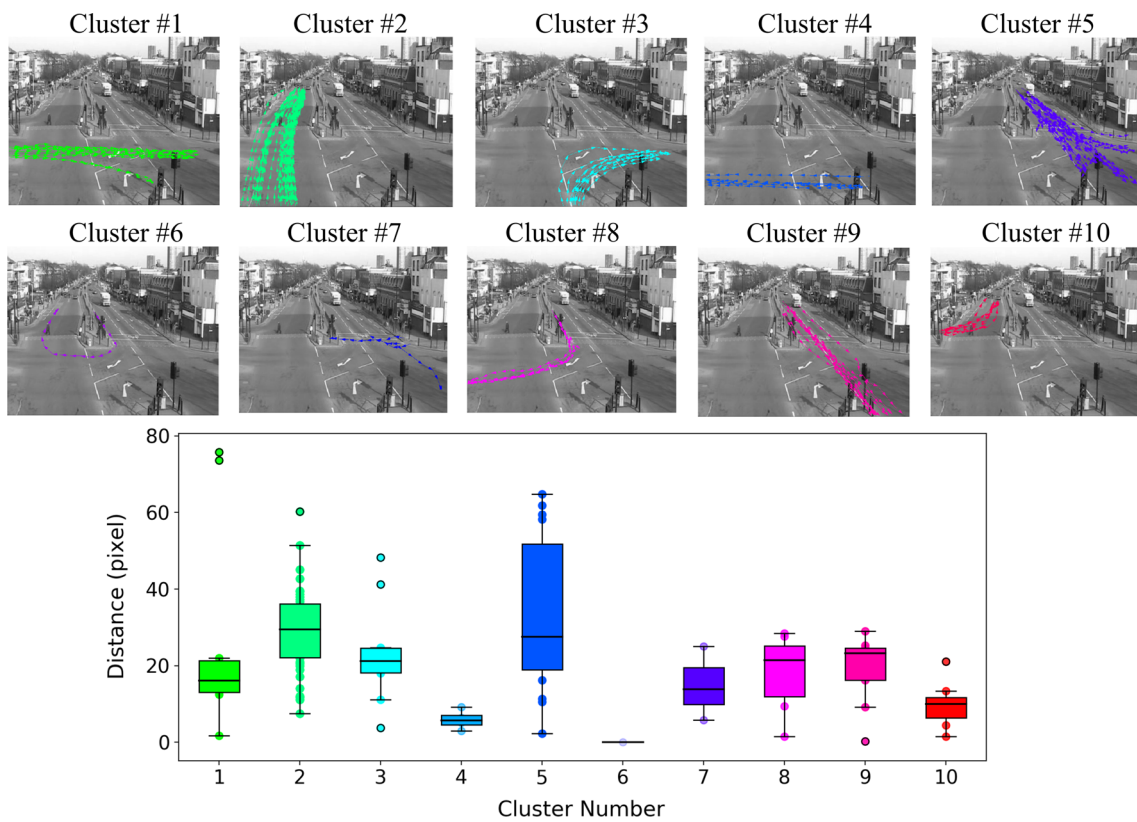 Cluster #1 Cluster #2 Cluster #3 Cluster #4 Cluster #5
Cluster #6 Cluster #7 Cluster #8 Cluster #9 Cluster #10
80
60
40
20
0
Distance (pixel)
1 2 3 4 5 6 7 8 9 10
Cluster Number